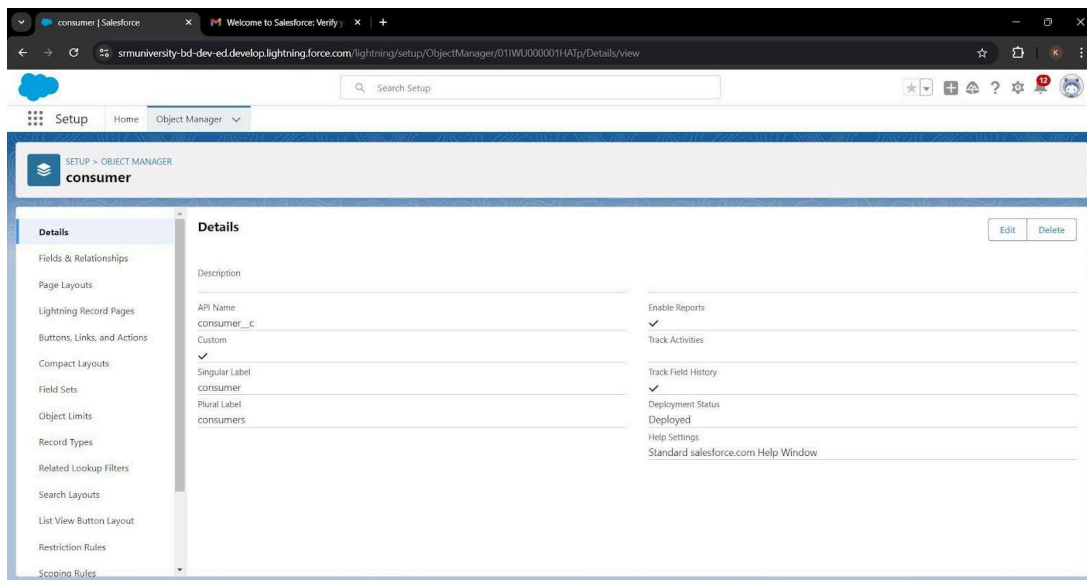 consumer | Salesforce
Welcome to Salesforce: Verify y
srmuniversity-bd-dev-ed.develop.lightning.force.com/lightning/setup/ObjectManager/01IWU000001HATp/Details/view
K
Search Setup
12
Setup
Home
Object Manager
SETUP > OBJECT MANAGER
consumer
Details
Fields & Relationships
Page Layouts
Lightning Record Pages
Buttons, Links, and Actions
Compact Layouts
Field Sets
Object Limits
Record Types
Related Lookup Filters
Search Layouts
List View Button Layout
Restriction Rules
Scoping Rules
Details
Edit
Delete
Description
API Name
consumer__c
Custom
Singular Label
consumer
Plural Label
consumers
Enable Reports
Track Activities
Track Field History
Deployment Status
Deployed
Help Settings
Standard salesforce.com Help Window